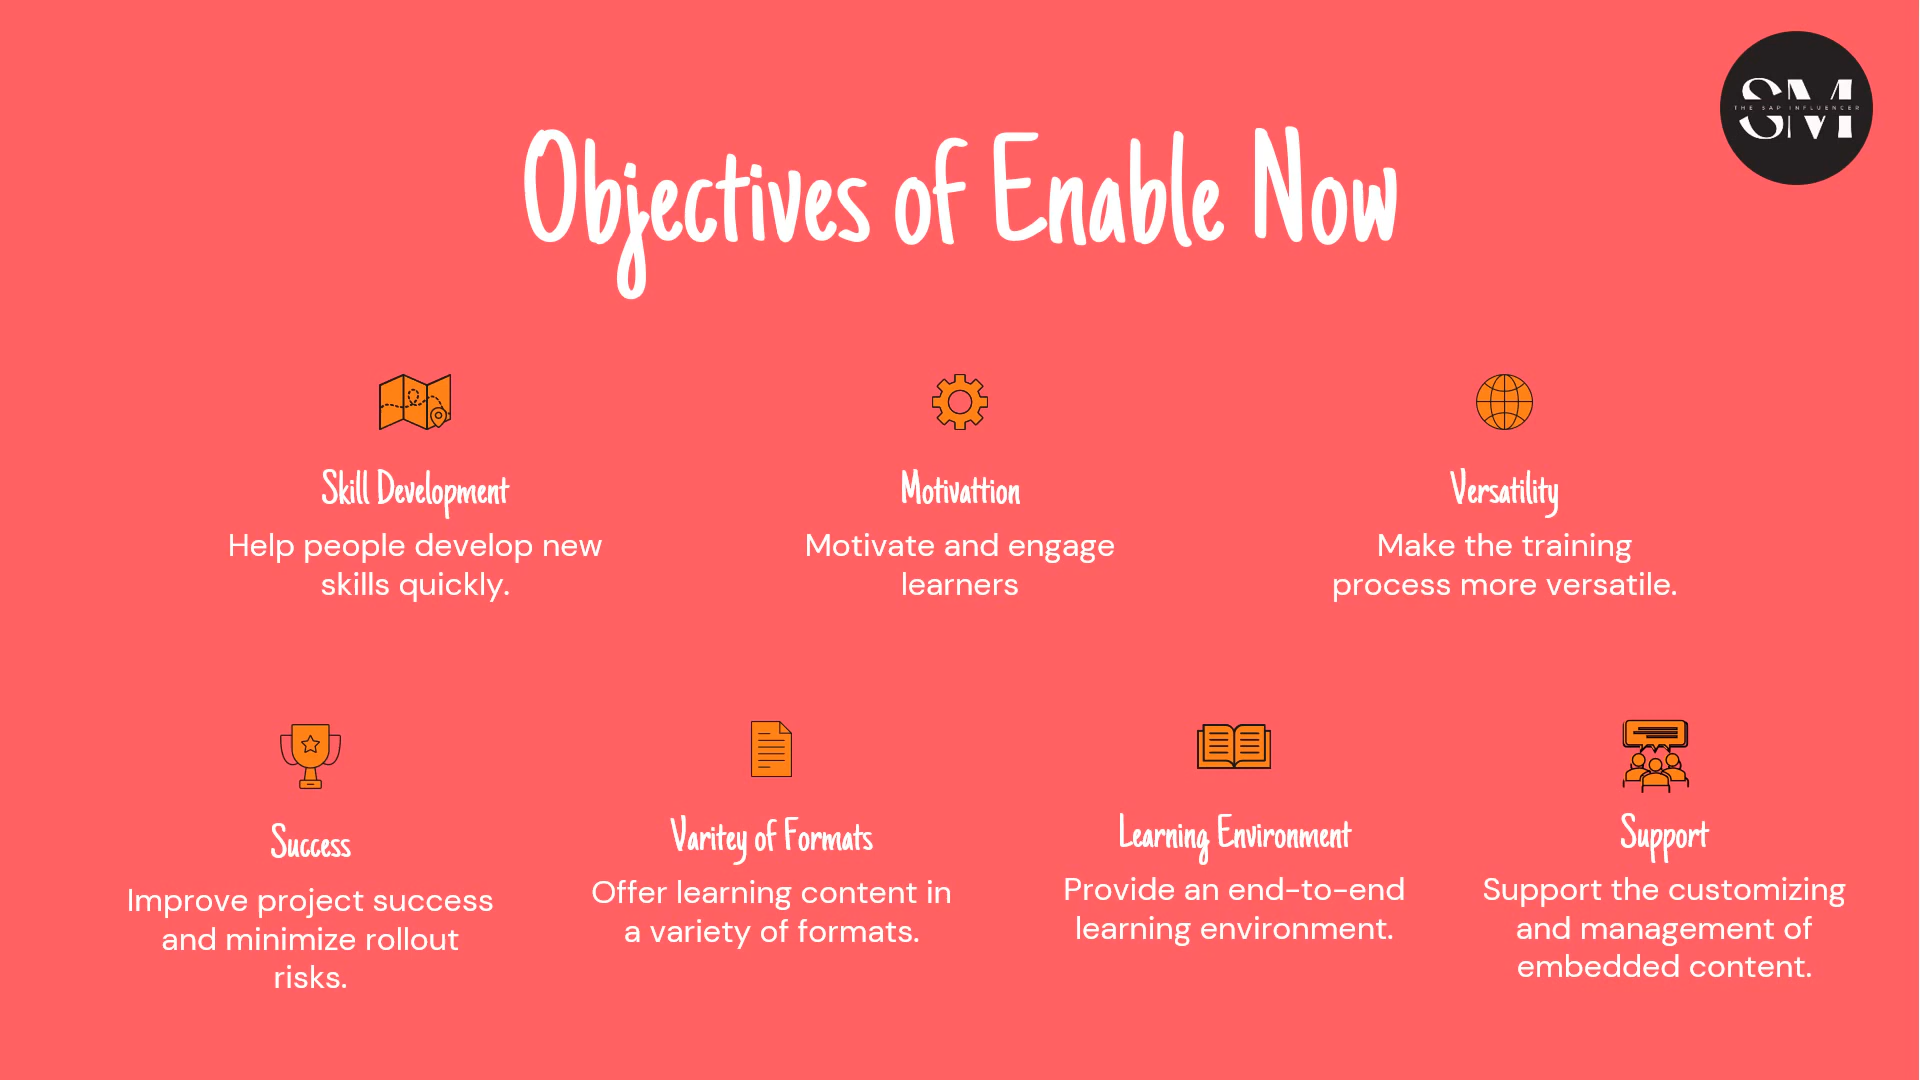 SM
THE SAP INFLUENCER
Objectives of Enable Now
Skill Development
Help people develop new
skills quickly.
Motivattion
Motivate and engage
learners
Versatility
Make the training
process more versatile.
Success
Improve project success
and minimize rollout
risks.
Varitey of Formats
Offer learning content in
a variety of formats.
Learning Environment
Provide an end-to-end
learning environment.
Support
Support the customizing
and management of
embedded content.